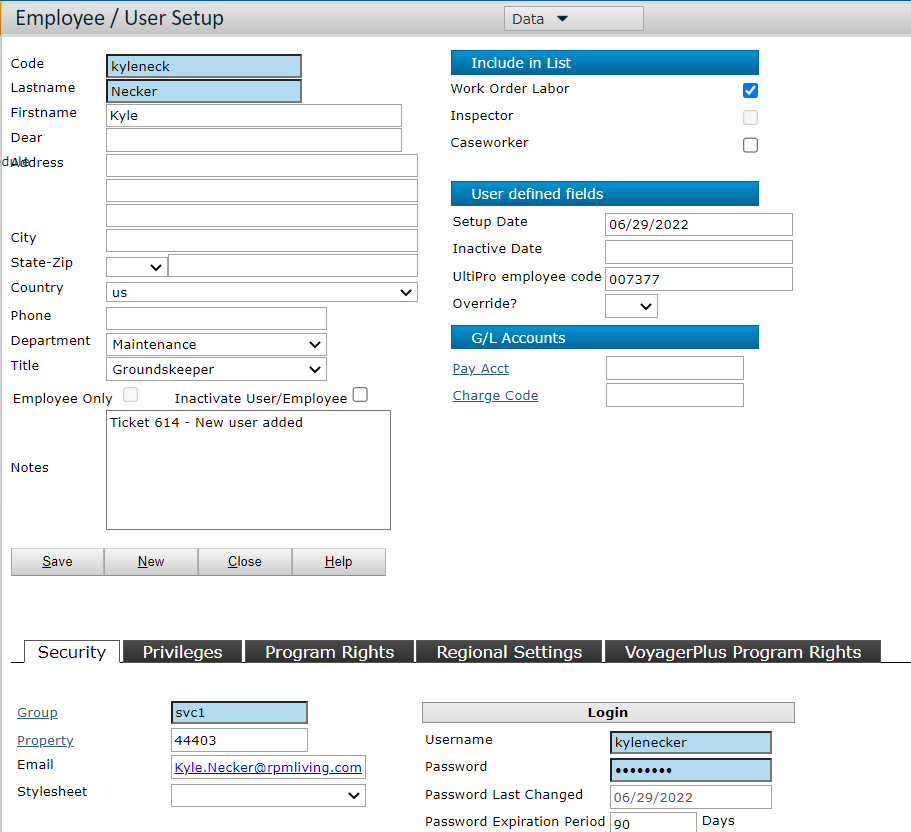 Employee / User Setup
Data
Code
kyleneck
Lastname
Necker
Firstname
Kyle
Dear
dule
Address
City
State-Zip
Country
us
Phone
Department
Maintenance
Title
Groundskeeper
Employee Only
Inactivate User/Employee
Notes
Ticket 614 - New user added
Save
New
Close
Help
Include in List
Work Order Labor
Inspector
Caseworker
User defined fields
Setup Date
06/29/2022
Inactive Date
UltiPro employee code
007377
Override?
G/L Accounts
Pay Acct
Charge Code
Security
Privileges
Program Rights
Regional Settings
VoyagerPlus Program Rights
Group
svc1
Property
44403
Email
Kyle.Necker@rpmliving.com
Stylesheet
Login
Username
kylenecker
Password
••••••••
Password Last Changed
06/29/2022
Password Expiration Period
90
Days